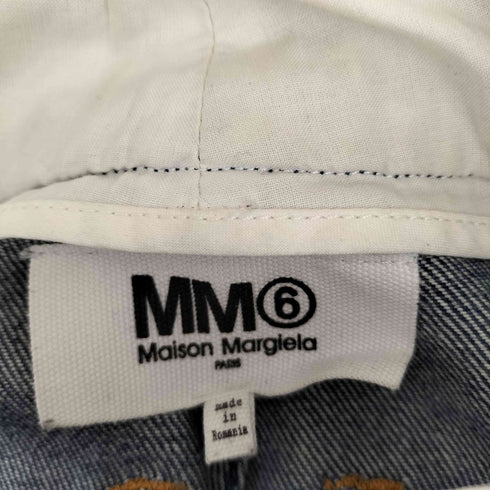 MM⑥
Maison Margiela
PARIS
made
in
Romania